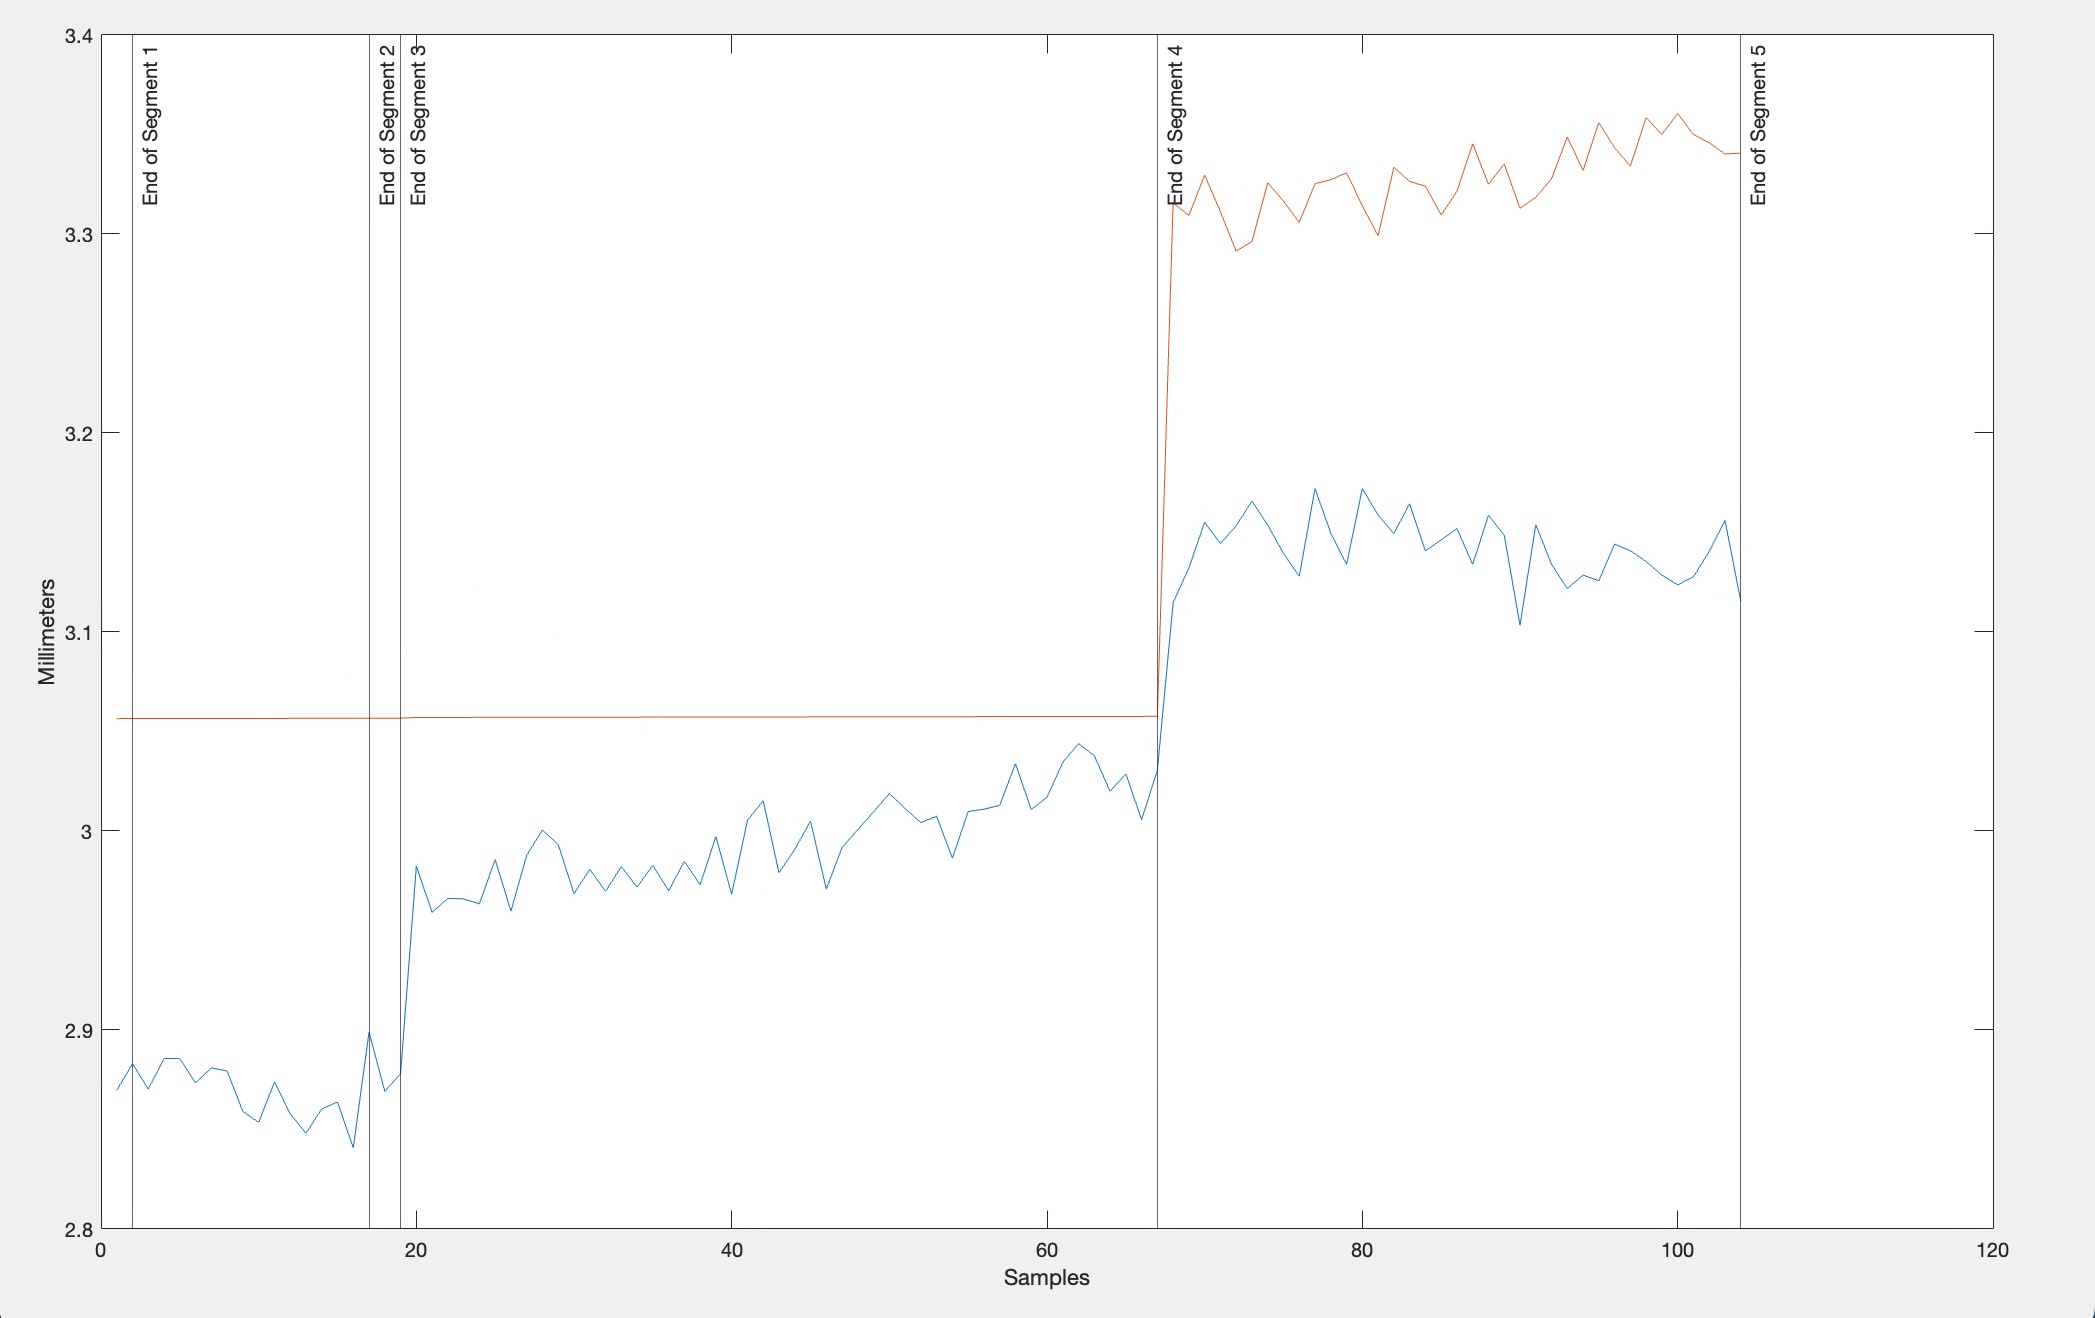 3.4
3.3
3.2
3.1
3
2.9
2.8
Millimeters
End of Segment 1
End of Segment 2
End of Segment 3
End of Segment 4
End of Segment 5
0 20 40 60 80 100 120
Samples